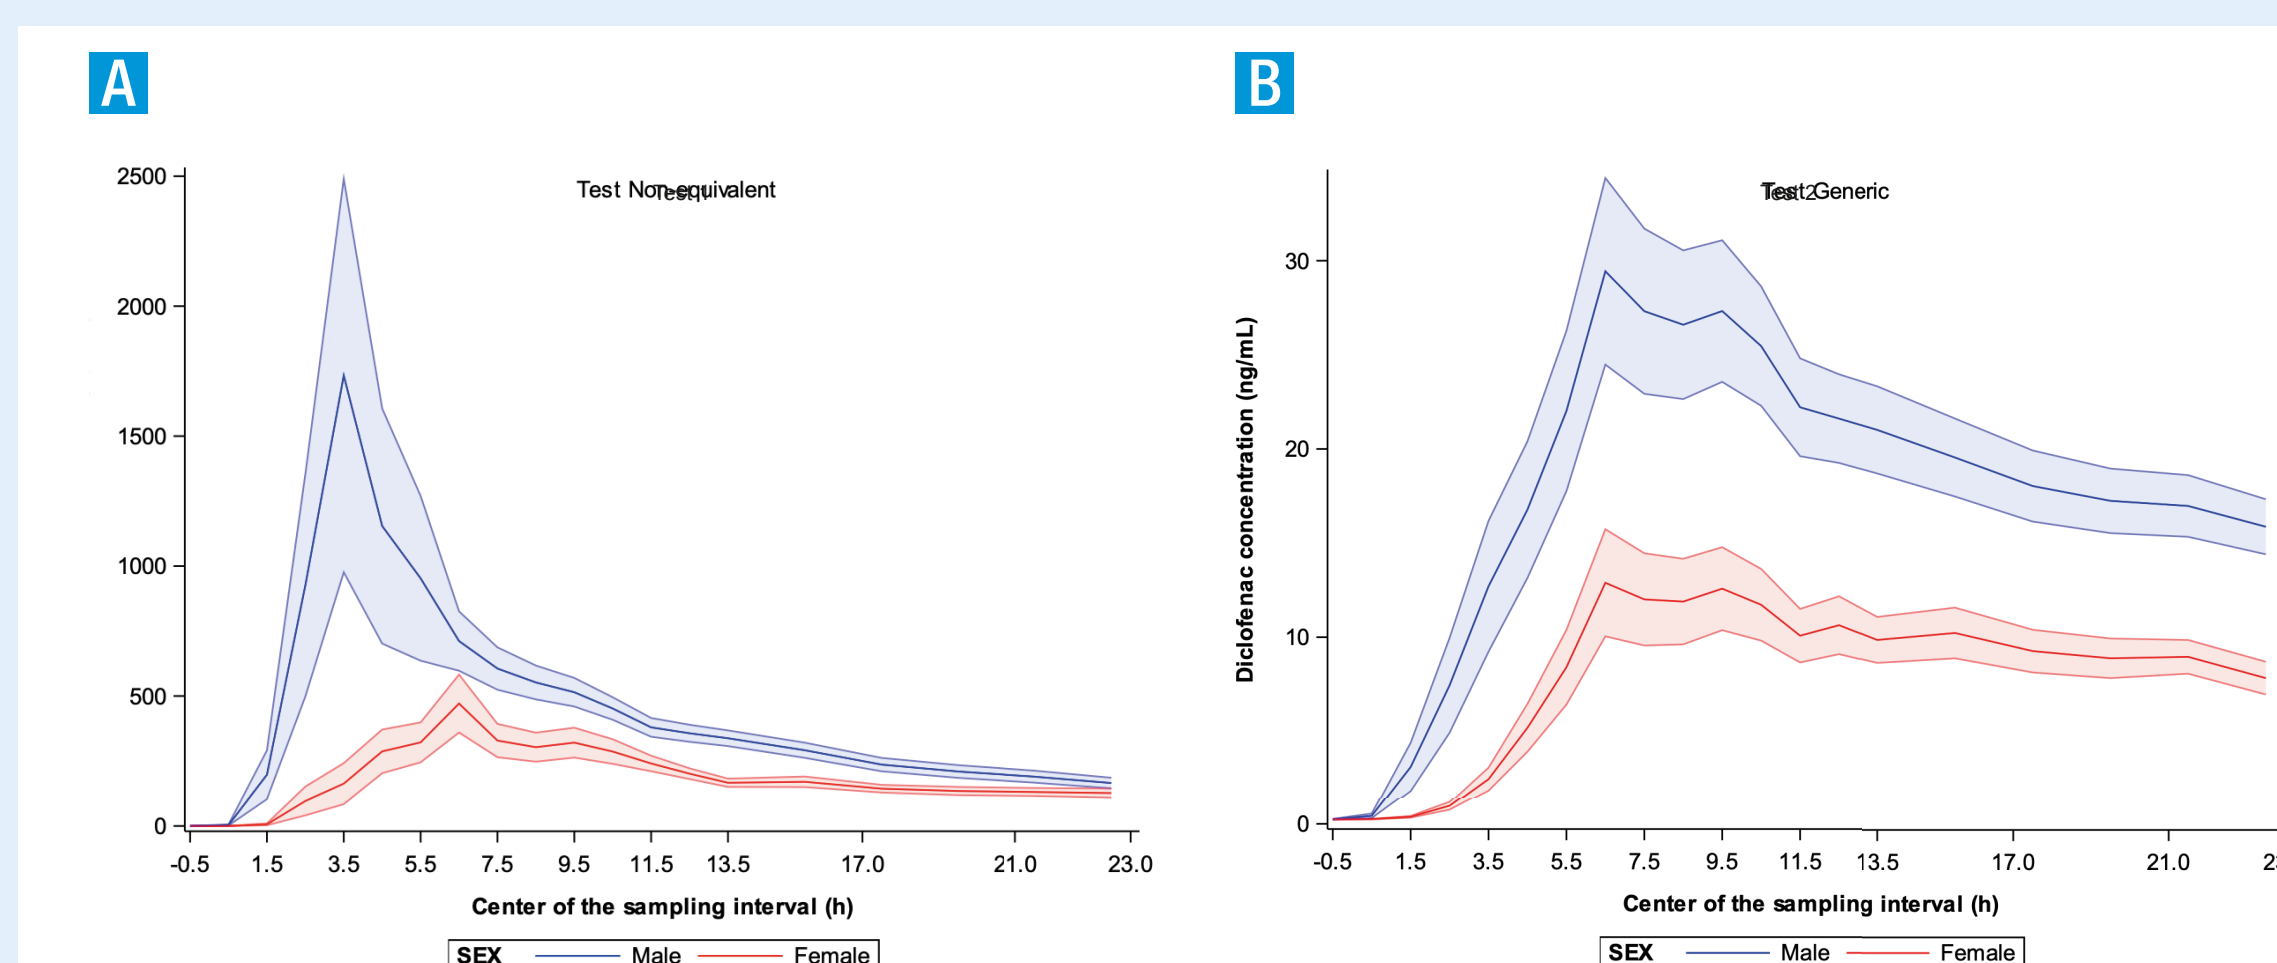 A
B
Test Non-equivalent
Test 1
Test Generic
Test 2
2500
2000
1500
1000
500
0
-0.5 1.5 3.5 5.5 7.5 9.5 11.5 13.5 17.0 21.0 23.0
Center of the sampling interval (h)
SEX Male Female
Diclofenac concentration (ng/mL)
30
20
10
0
-0.5 1.5 3.5 5.5 7.5 9.5 11.5 13.5 17.0 21.0
Center of the sampling interval (h)
SEX Male Female